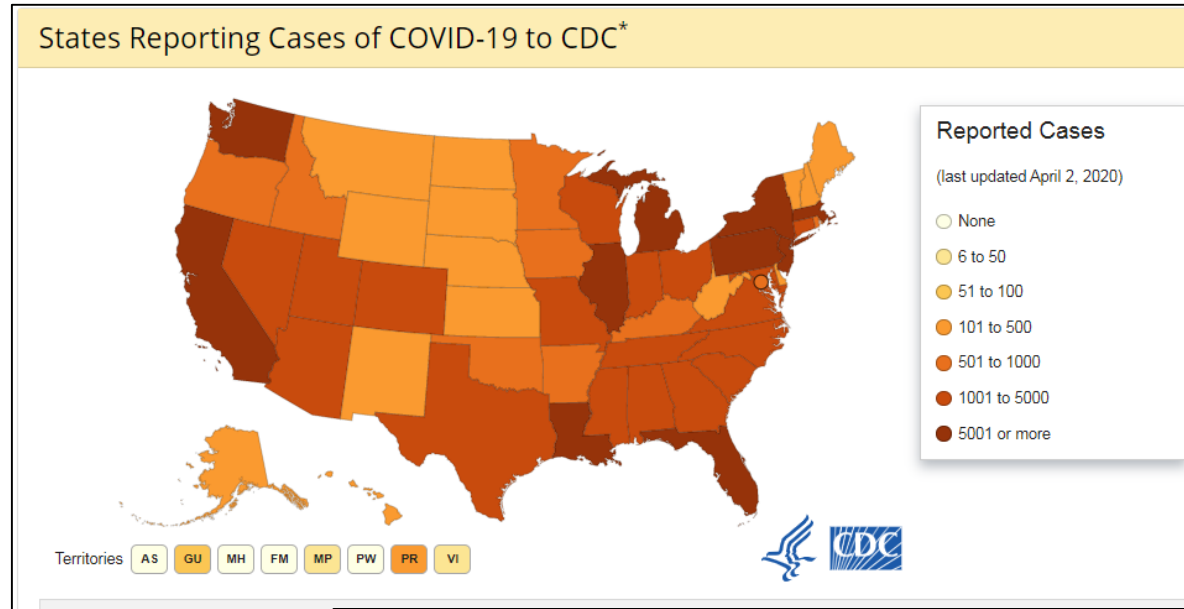 States Reporting Cases of COVID-19 to CDC*
Reported Cases
(last updated April 2, 2020)
None
6 to 50
51 to 100
101 to 500
501 to 1000
1001 to 5000
5001 or more
Territories AS GU MH FM MP PW PR VI
CDC